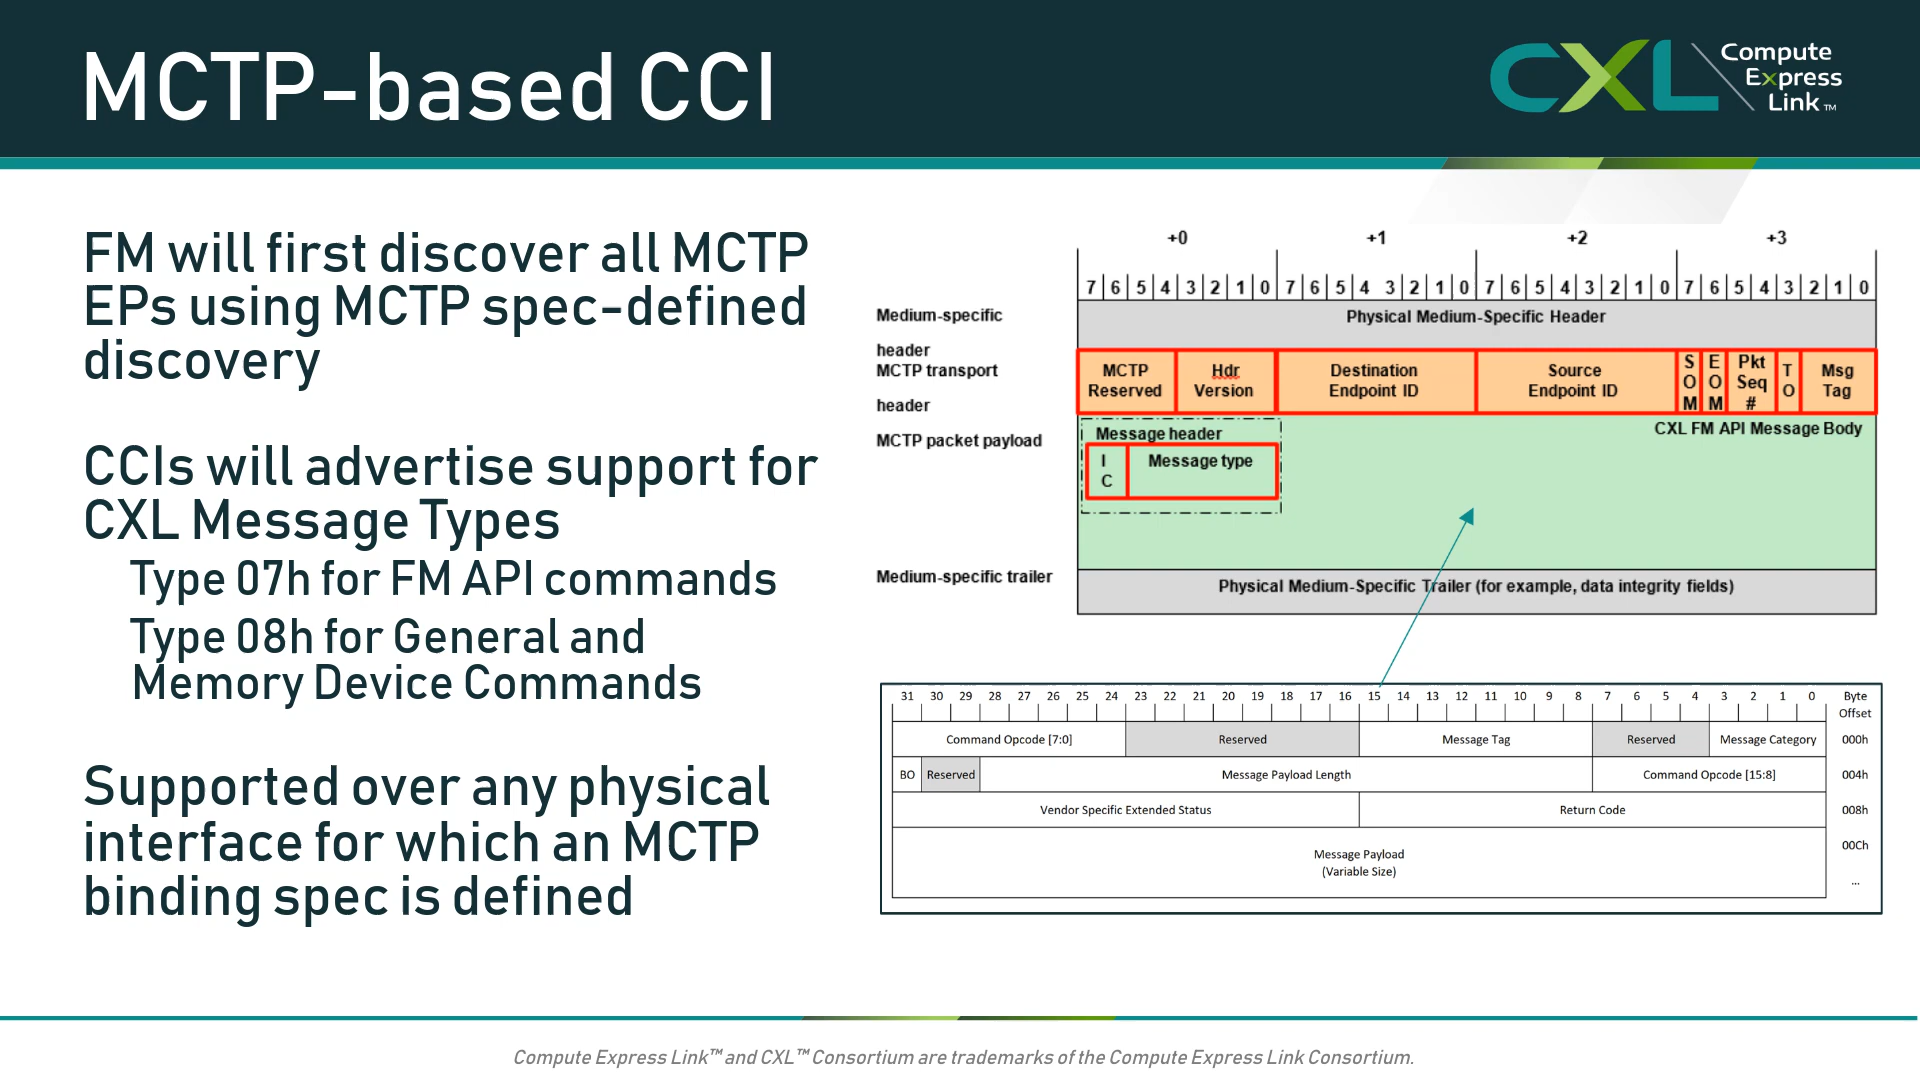 MCTP-based CCI
CXL
Compute
Express
Link™
FM will first discover all MCTP
EPs using MCTP spec-defined
discovery
CCIs will advertise support for
CXL Message Types
Type 07h for FM API commands
Type 08h for General and
Memory Device Commands
Supported over any physical
interface for which an MCTP
binding spec is defined
+0 +1 +2 +3
7 6 5 4 3 2 1 0 7 6 5 4 3 2 1 0 7 6 5 4 3 2 1 0 7 6 5 4 3 2 1 0
Medium-specific
header
Physical Medium-Specific Header
MCTP transport
header
MCTP
Reserved
Hdr
Version
Destination
Endpoint ID
Source
Endpoint ID
S
O
M
E
O
M
Pkt
Seq
#
T
O
Msg
Tag
MCTP packet payload
Message header
I
C
Message type
CXL FM API Message Body
Medium-specific trailer
Physical Medium-Specific Trailer (for example, data integrity fields)
31 30 29 28 27 26 25 24 23 22 21 20 19 18 17 16 15 14 13 12 11 10 9 8 7 6 5 4 3 2 1 0 Byte
Offset
Command Opcode [7:0] Reserved Message Tag Reserved Message Category 000h
BO Reserved Message Payload Length Command Opcode [15:8] 004h
Vendor Specific Extended Status Return Code 008h
00Ch
Message Payload
(Variable Size)
...
Compute Express Link™ and CXL™ Consortium are trademarks of the Compute Express Link Consortium.